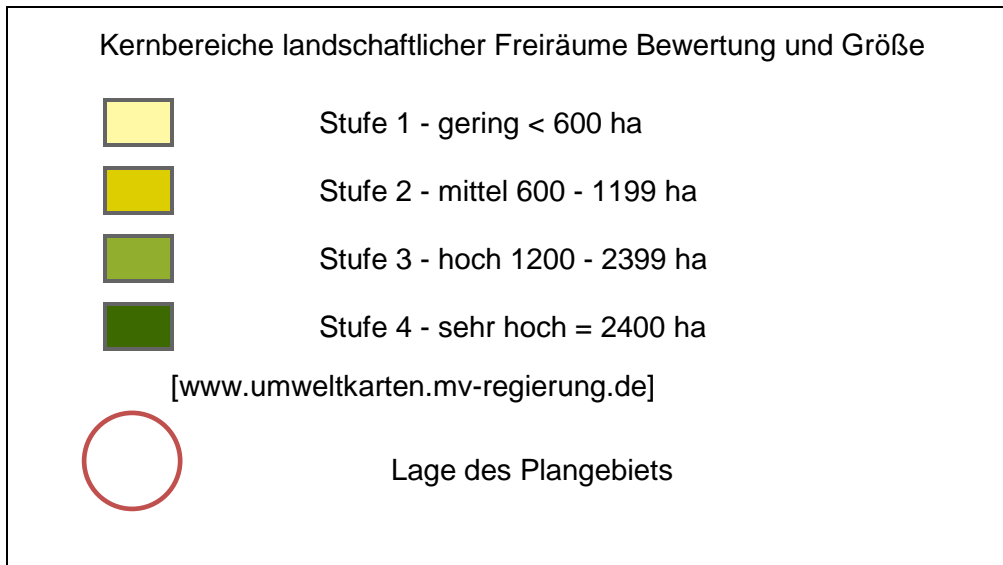 Kernbereiche landschaftlicher Freiräume Bewertung und Größe
Stufe 1 - gering < 600 ha
Stufe 2 - mittel 600 - 1199 ha
Stufe 3 - hoch 1200 - 2399 ha
Stufe 4 - sehr hoch = 2400 ha
[www.umweltkarten.mv-regierung.de]
Lage des Plangebiets